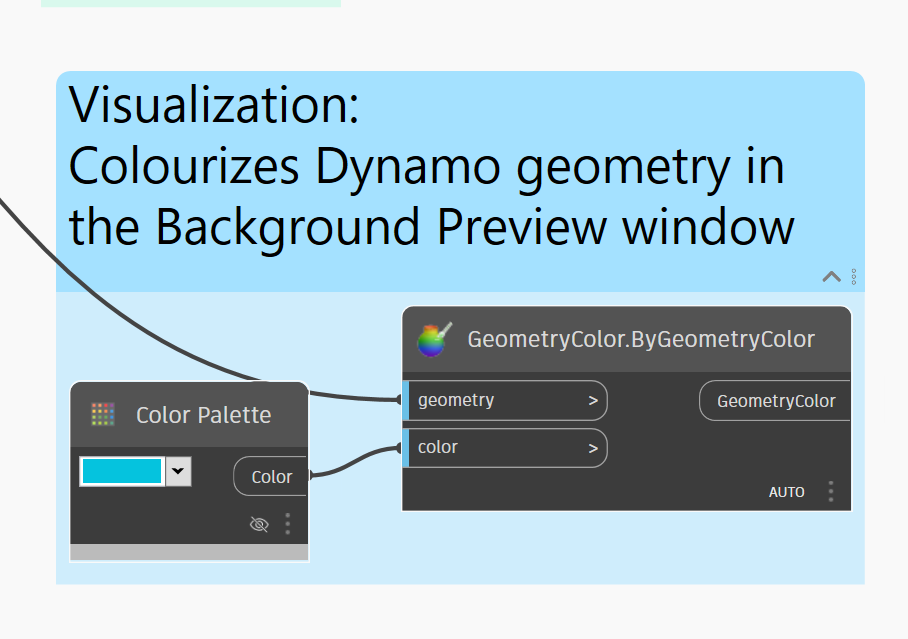 Visualization:
Colourizes Dynamo geometry in
the Background Preview window
GeometryColor.ByGeometryColor
geometry >
GeometryColor
color >
AUTO
Color Palette
Color